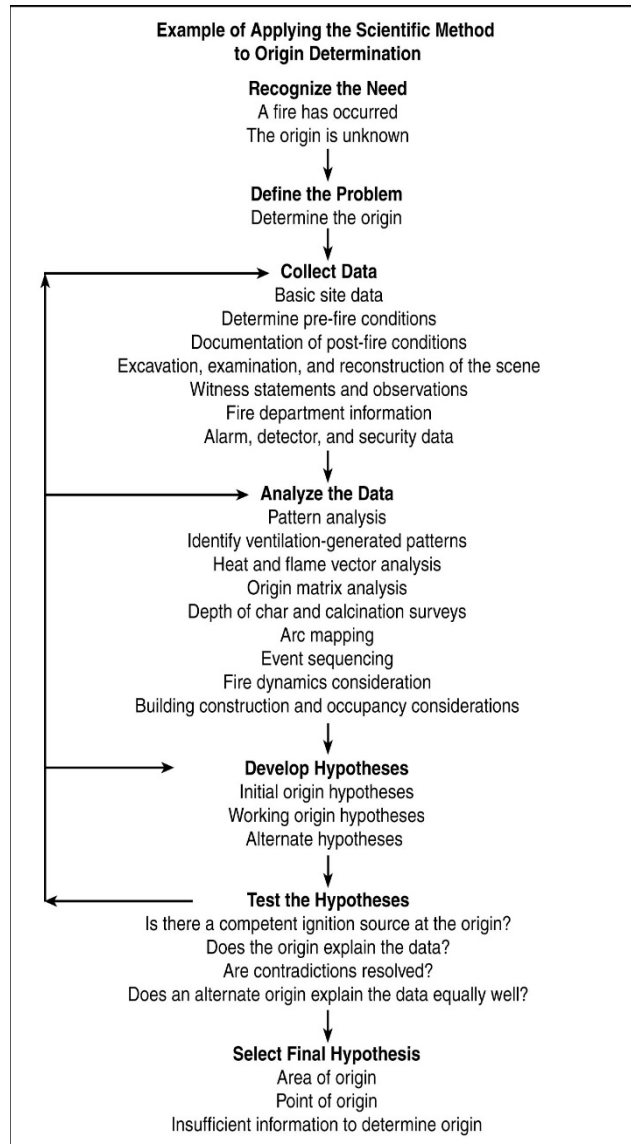 Example of Applying the Scientific Method
to Origin Determination
Recognize the Need
A fire has occurred
The origin is unknown
Define the Problem
Determine the origin
Collect Data
Basic site data
Determine pre-fire conditions
Documentation of post-fire conditions
Excavation, examination, and reconstruction of the scene
Witness statements and observations
Fire department information
Alarm, detector, and security data
Analyze the Data
Pattern analysis
Identify ventilation-generated patterns
Heat and flame vector analysis
Origin matrix analysis
Depth of char and calcination surveys
Arc mapping
Event sequencing
Fire dynamics consideration
Building construction and occupancy considerations
Develop Hypotheses
Initial origin hypotheses
Working origin hypotheses
Alternate hypotheses
Test the Hypotheses
Is there a competent ignition source at the origin?
Does the origin explain the data?
Are contradictions resolved?
Does an alternate origin explain the data equally well?
Select Final Hypothesis
Area of origin
Point of origin
Insufficient information to determine origin